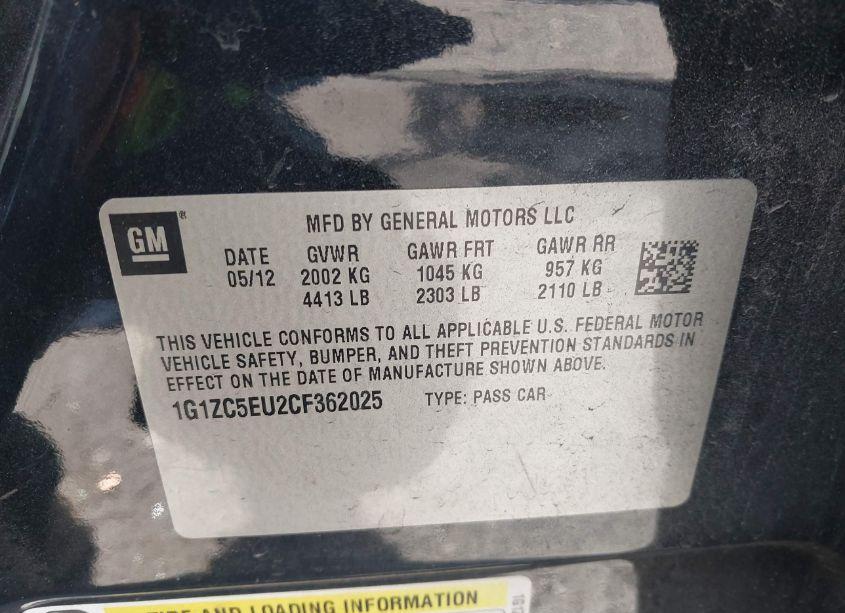 GM®
MFD BY GENERAL MOTORS LLC
DATE GVWR GAWR FRT GAWR RR
05/12 2002 KG 1045 KG 957 KG
4413 LB 2303 LB 2110 LB
THIS VEHICLE CONFORMS TO ALL APPLICABLE U.S. FEDERAL MOTOR
VEHICLE SAFETY, BUMPER, AND THEFT PREVENTION STANDARDS IN
EFFECT ON THE DATE OF MANUFACTURE SHOWN ABOVE.
1G1ZC5EU2CF362025 TYPE: PASS CAR
AND LOADING INFORMATION